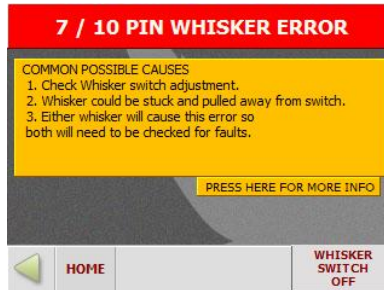 7 / 10 PIN WHISKER ERROR
COMMON POSSIBLE CAUSES
1. Check Whisker switch adjustment.
2. Whisker could be stuck and pulled away from switch.
3. Either whisker will cause this error so
both will need to be checked for faults.
PRESS HERE FOR MORE INFO
HOME
WHISKER
SWITCH
OFF